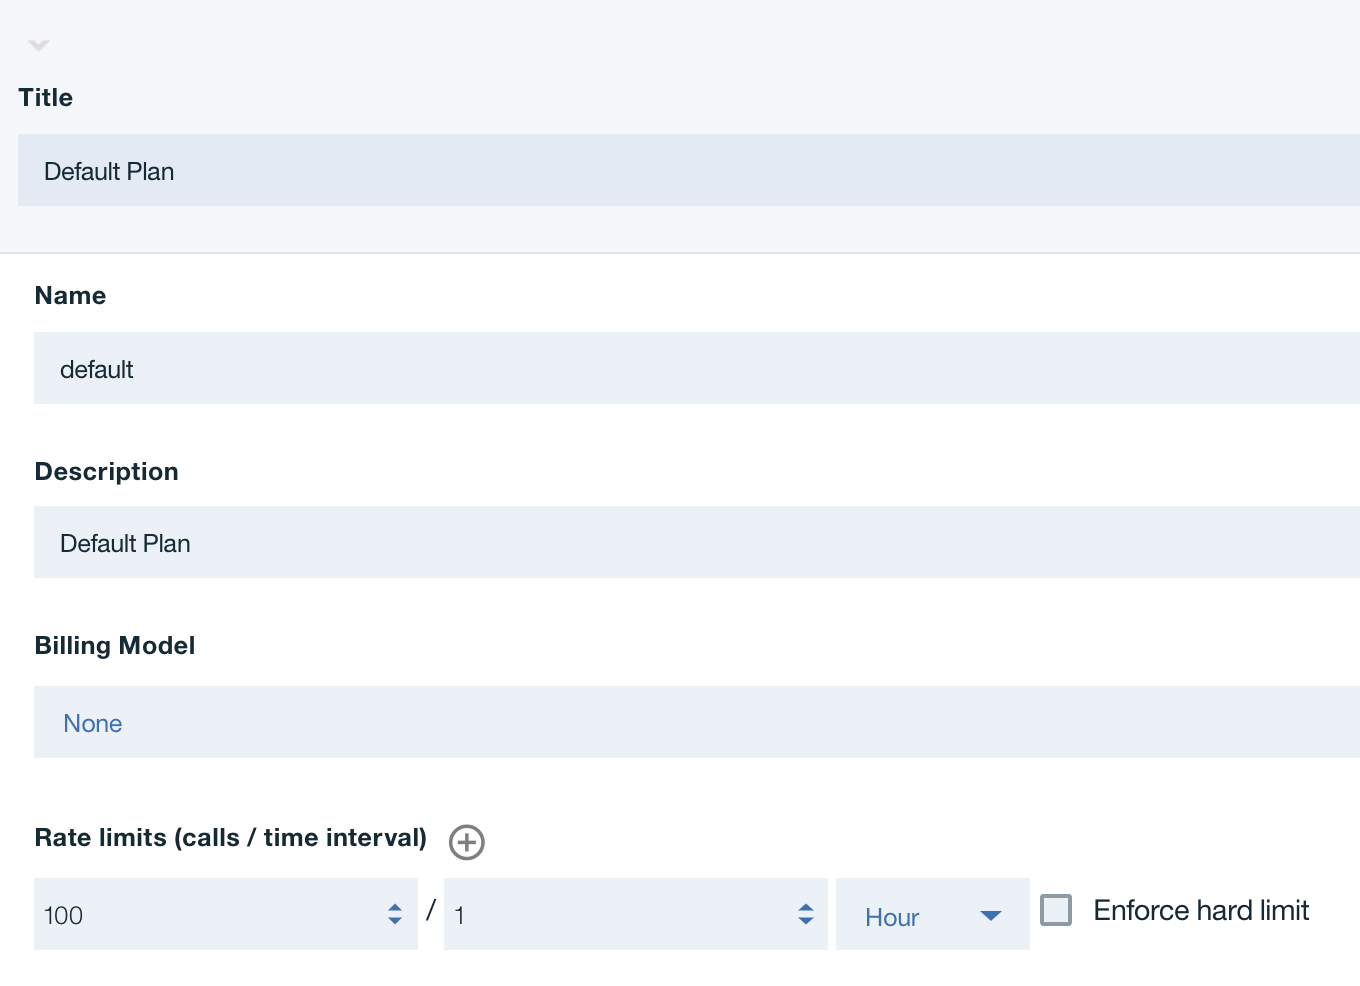 Title
Default Plan
Name
default
Description
Default Plan
Billing Model
None
Rate limits (calls / time interval)
100 / 1 Hour Enforce hard limit